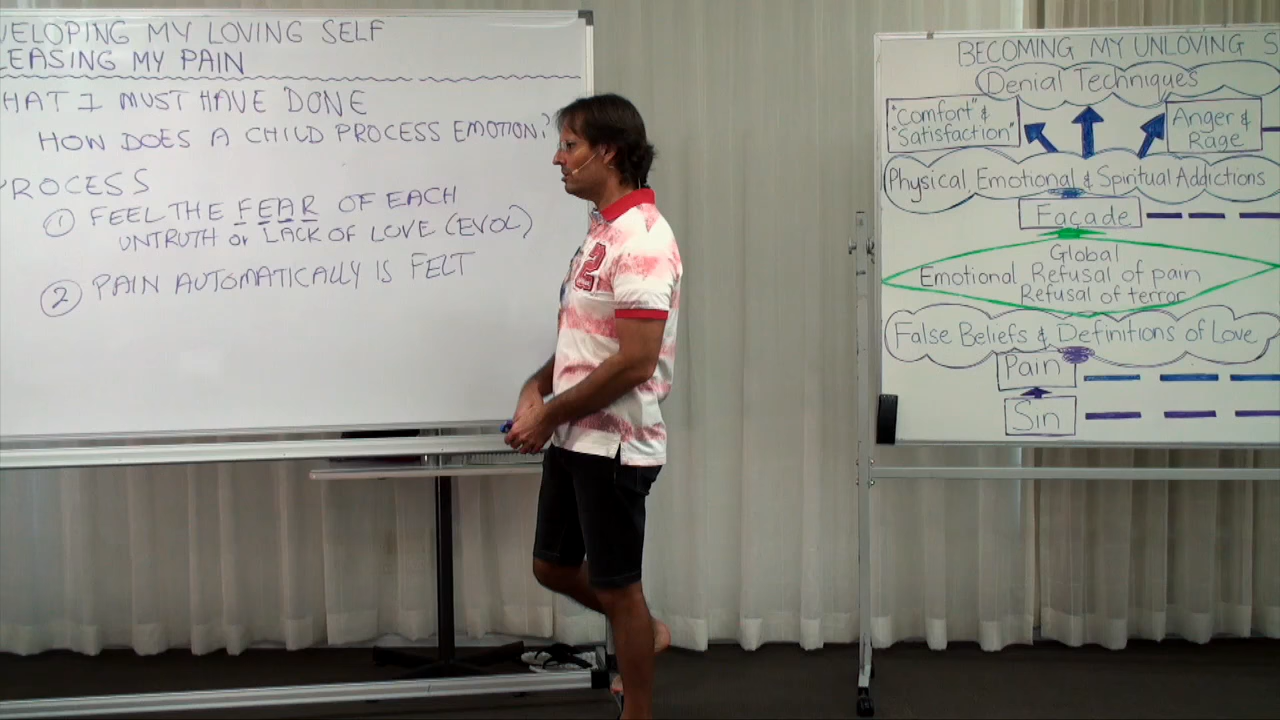 VELOPING MY LOVING SELF
LEASING MY PAIN
HAT I MUST HAVE DONE
HOW DOES A CHILD PROCESS EMOTION?
ROCESS
① FEEL THE FEAR OF EACH
UNTRUTH or LACK OF LOVE (EVOL)
② PAIN AUTOMATICALLY IS FELT
2
BECOMING MY UNLOVING S
Denial Techniques
"Comfort" &
"Satisfaction"
Anger &
Rage
Physical Emotional & Spiritual Addictions
Façade
Global
Emotional Refusal of pain
Refusal of terror
False Beliefs & Definitions of Love
Pain
Sin